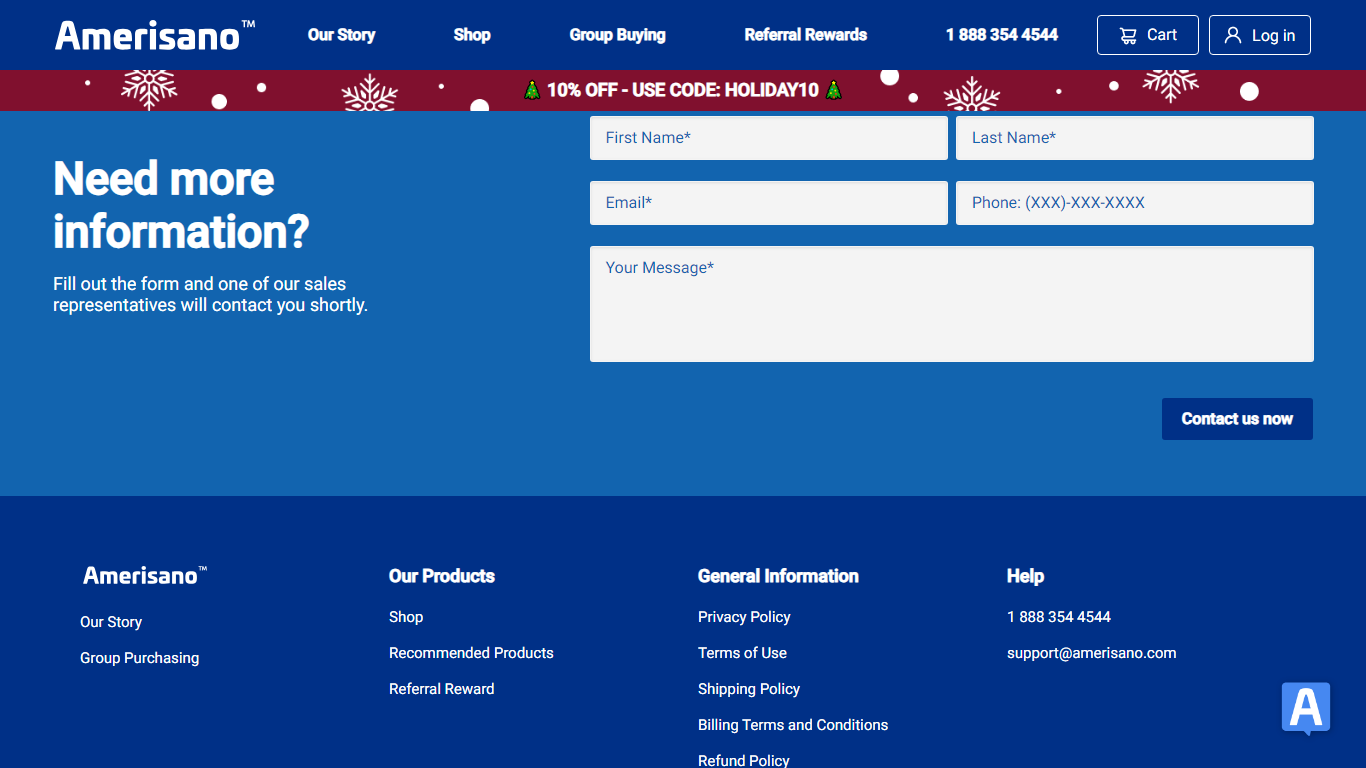 Amerisano™
Our Story
Shop
Group Buying
Referral Rewards
1 888 354 4544
Cart
Log in
🎄 10% OFF - USE CODE: HOLIDAY10 🎄
Need more
information?
Fill out the form and one of our sales
representatives will contact you shortly.
First Name*
Last Name*
Email*
Phone: (XXX)-XXX-XXXX
Your Message*
Contact us now
Amerisano™
Our Story
Group Purchasing
Our Products
Shop
Recommended Products
Referral Reward
General Information
Privacy Policy
Terms of Use
Shipping Policy
Billing Terms and Conditions
Refund Policy
Help
1 888 354 4544
support@amerisano.com
A